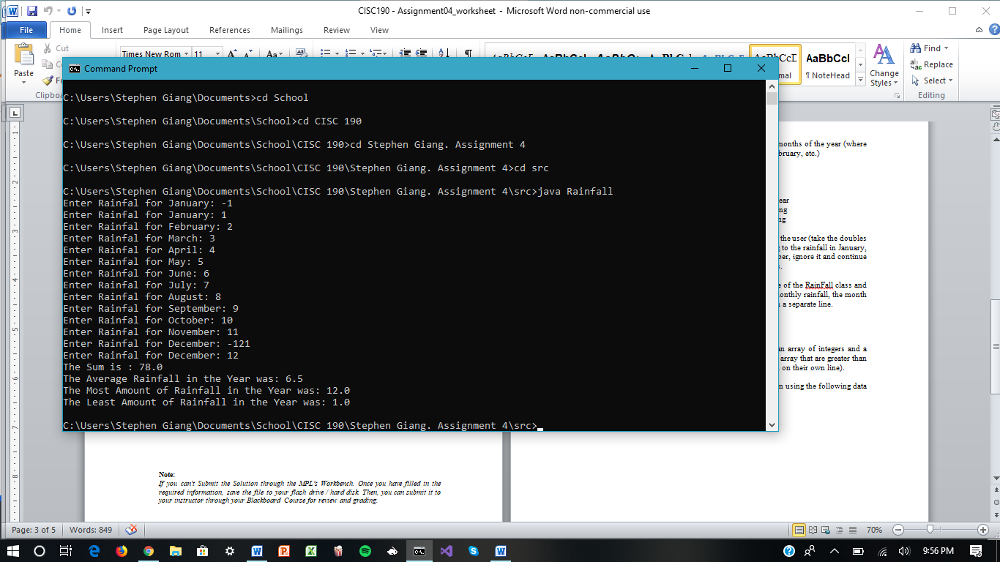 CISC190 - Assignment04_worksheet - Microsoft Word non-commercial use
File Home Insert Page Layout References Mailings Review View
Paste
Cut
Times New Rom 11
AaBbCcI
¶ NoteHead
Change
Styles
Find
Replace
Select
Editing
Command Prompt
C:\Users\Stephen Giang\Documents>cd School
C:\Users\Stephen Giang\Documents\School>cd CISC 190
C:\Users\Stephen Giang\Documents\School\CISC 190>cd Stephen Giang. Assignment 4
C:\Users\Stephen Giang\Documents\School\CISC 190\Stephen Giang. Assignment 4>cd src
C:\Users\Stephen Giang\Documents\School\CISC 190\Stephen Giang. Assignment 4\src>java Rainfall
Enter Rainfal for January: -1
Enter Rainfal for January: 1
Enter Rainfal for February: 2
Enter Rainfal for March: 3
Enter Rainfal for April: 4
Enter Rainfal for May: 5
Enter Rainfal for June: 6
Enter Rainfal for July: 7
Enter Rainfal for August: 8
Enter Rainfal for September: 9
Enter Rainfal for October: 10
Enter Rainfal for November: 11
Enter Rainfal for December: -121
Enter Rainfal for December: 12
The Sum is : 78.0
The Average Rainfall in the Year was: 6.5
The Most Amount of Rainfall in the Year was: 12.0
The Least Amount of Rainfall in the Year was: 1.0
C:\Users\Stephen Giang\Documents\School\CISC 190\Stephen Giang. Assignment 4\src>
months of the year (where
bruary, etc.)
ear
ng
ng
the user (take the doubles
g to the rainfall in January,
ber, ignore it and continue
s.
e of the RainFall class and
onthly rainfall, the month
a separate line.
an array of integers and a
array that are greater than
on their own line).
n using the following data
Note:
If you can't Submit the Solution through the MPL's Workbench. Once you have filled in the
required information, save the file to your flash drive / hard disk. Then, you can submit it to
your instructor through your Blackboard Course for review and grading.
Page: 3 of 5 Words: 849 70%
9:56 PM